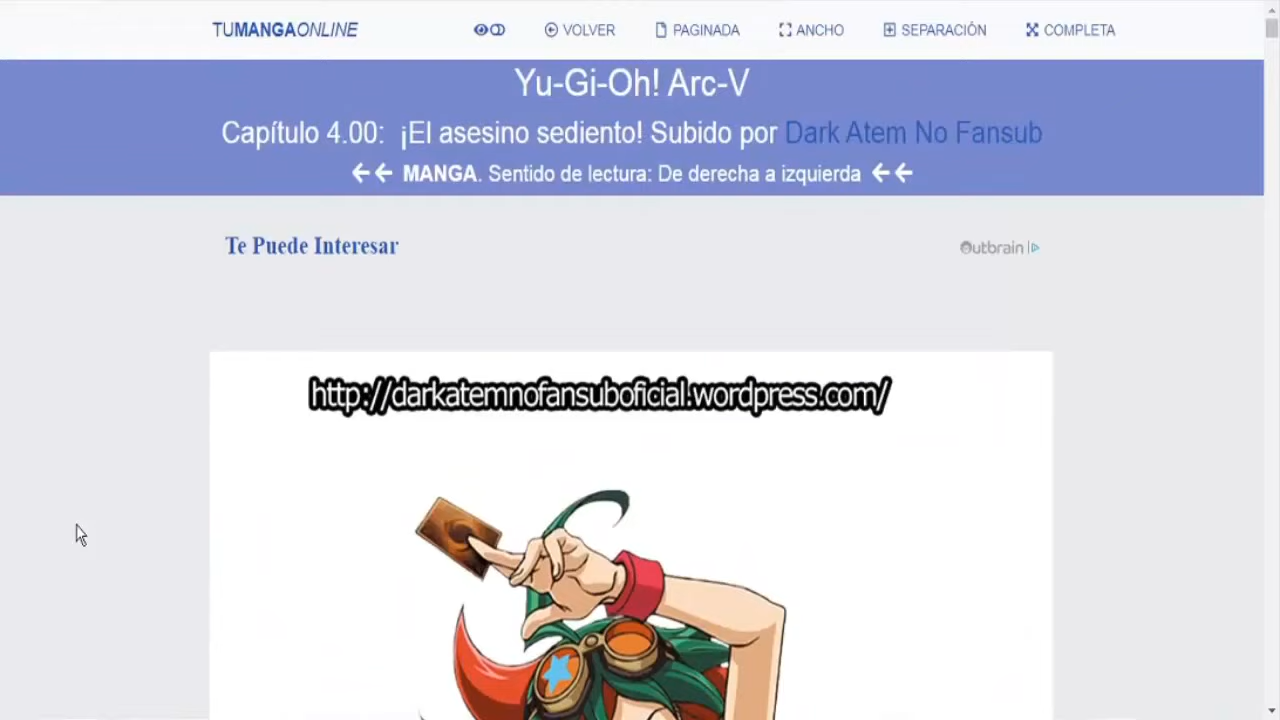 TUMANGAONLINE VOLVER PAGINADA ANCHO SEPARACIÓN COMPLETA
Yu-Gi-Oh! Arc-V
Capítulo 4.00: ¡El asesino sediento! Subido por Dark Atem No Fansub
MANGA. Sentido de lectura: De derecha a izquierda
Te Puede Interesar
Outbrain
http://darkatemnofansuboficial.wordpress.com/